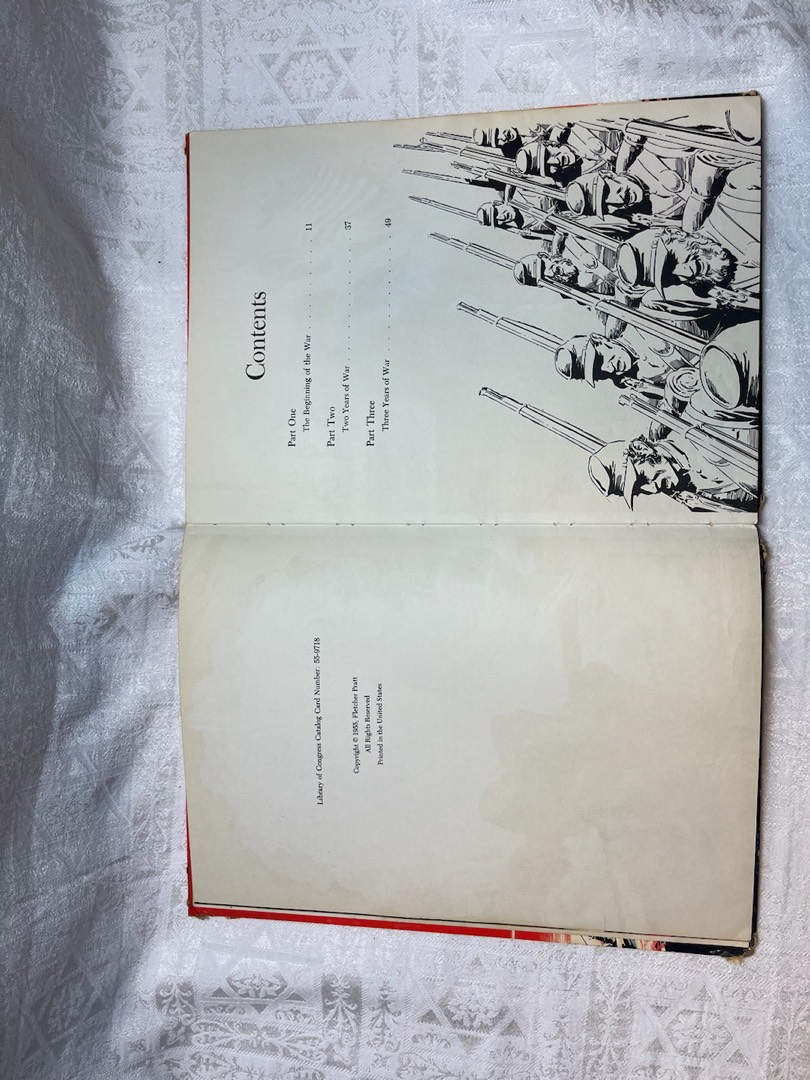 Library of Congress Catalog Card Number: 55-9718
Copyright © 1955, Fletcher Pratt
All Rights Reserved
Printed in the United States
Contents
Part One
The Beginning of the War . . . . . . . . . . 11
Part Two
Two Years of War . . . . . . . . . . . . 37
Part Three
Three Years of War . . . . . . . . . . . 49